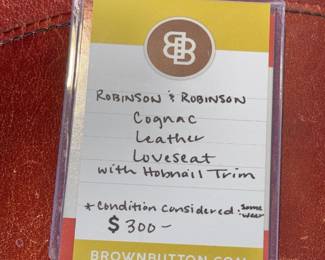 BB
ROBINSON & ROBINSON
Cognac
Leather
Loveseat
with Hobnail Trim
* Condition Considered: some wear
$300-
BROWNBUTTON.COM